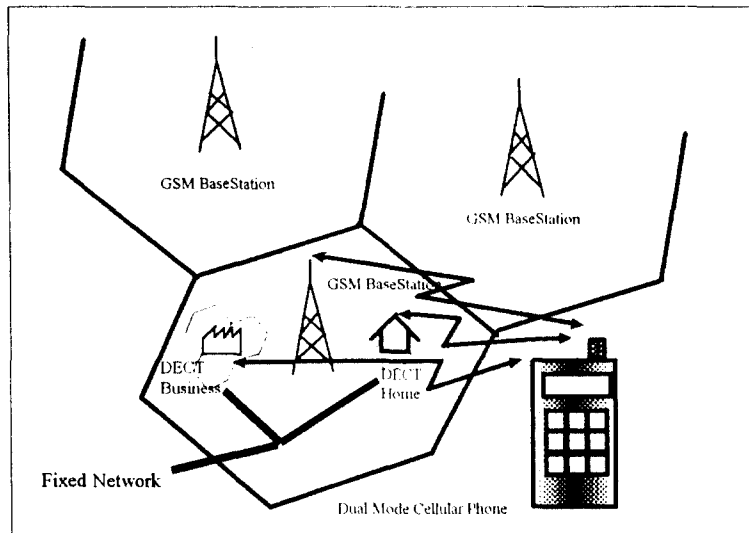 GSM BaseStation
GSM BaseStation
GSM BaseStation
DECT
Business
DECT
Home
Fixed Network
Dual Mode Cellular Phone